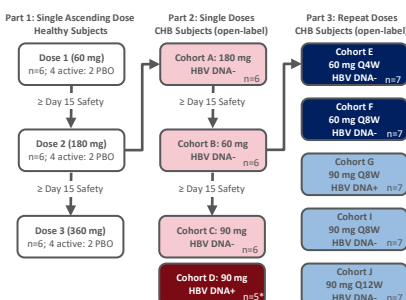 Part 1: Single Ascending Dose
Healthy Subjects
Dose 1 (60 mg)
n=6; 4 active: 2 PBO
≥ Day 15 Safety
Dose 2 (180 mg)
n=6; 4 active: 2 PBO
≥ Day 15 Safety
Dose 3 (360 mg)
n=6; 4 active: 2 PBO
Part 2: Single Doses
CHB Subjects (open-label)
Cohort A: 180 mg
HBV DNA-
n=6
≥ Day 15 Safety
Cohort B: 60 mg
HBV DNA-
n=6
≥ Day 15 Safety
Cohort C: 90 mg
HBV DNA-
n=6
Cohort D: 90 mg
HBV DNA+
n=5*
Part 3: Repeat Doses
CHB Subjects (open-label)
Cohort E
60 mg Q4W
HBV DNA-
n=7
Cohort F
60 mg Q8W
HBV DNA-
n=7
Cohort G
90 mg Q8W
HBV DNA+
n=7
Cohort I
90 mg Q8W
HBV DNA-
n=7
Cohort J
90 mg Q12W
HBV DNA-
n=7